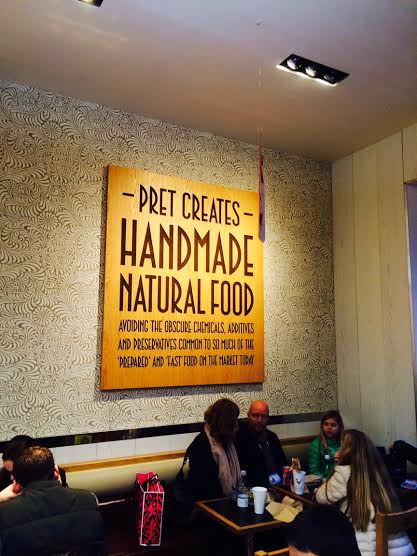 – PRET CREATES –
HANDMADE
NATURAL FOOD
AVOIDING THE OBSCURE CHEMICALS, ADDITIVES
AND PRESERVATIVES COMMON TO SO MUCH OF THE
'PREPARED' AND 'FAST' FOOD ON THE MARKET TODAY